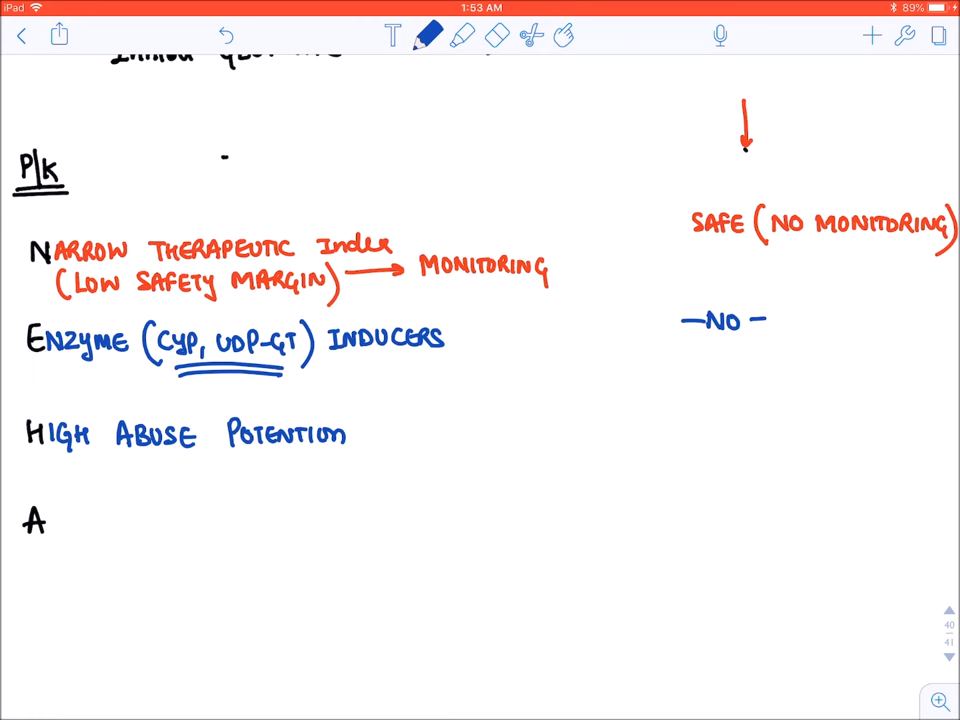 iPad 1:53 AM 89%
T
P/K
NARROW THERAPEUTIC Index
(LOW SAFETY MARGIN) → MONITORING
SAFE (NO MONITORING)
ENZYME (CYP, UDP-GT) INDUCERS
—NO—
HIGH ABUSE POTENTION
A
40
41